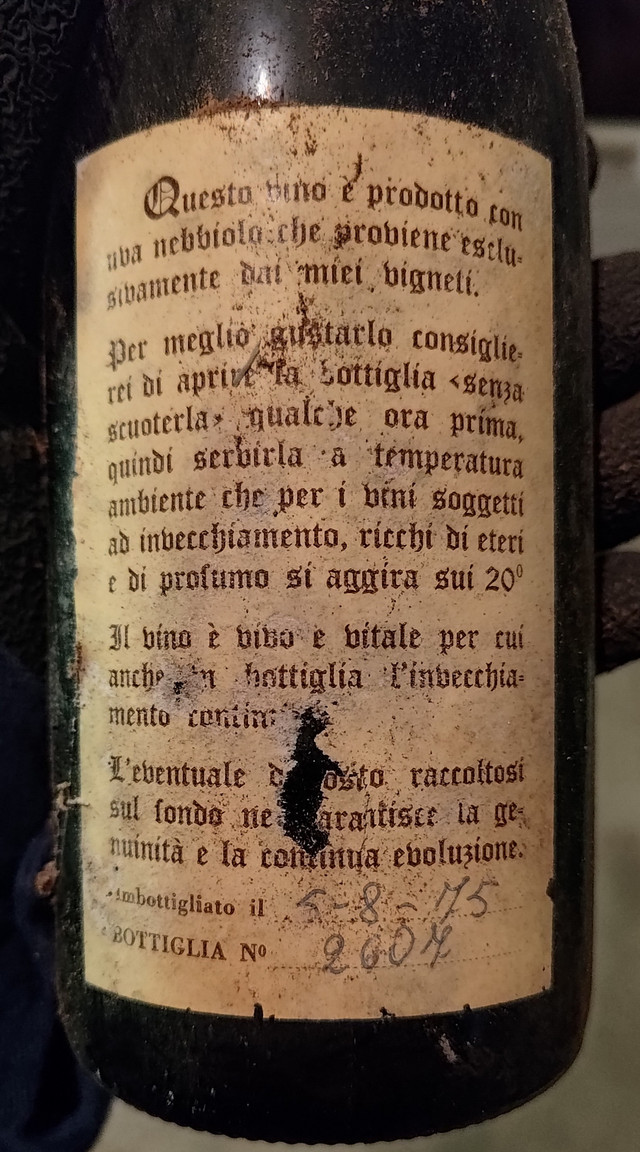 Questo vino è prodotto con
uva nebbiolo che proviene esclu-
sivamente dai miei vigneti.
Per meglio gustarlo consiglie-
rei di aprire la bottiglia «senza
scuoterla» qualche ora prima,
quindi servirla a temperatura
ambiente che per i vini soggetti
ad invecchiamento, ricchi di eteri
e di profumo si aggira sui 20⁰
Il vino è vivo e vitale per cui
anche in bottiglia l'invecchia-
mento
L'eventuale deposito raccoltosi
sul fondo ne garantisce la ge-
nuinità e la continua evoluzione.
Imbottigliato il 5-8-75
BOTTIGLIA Nº 2607